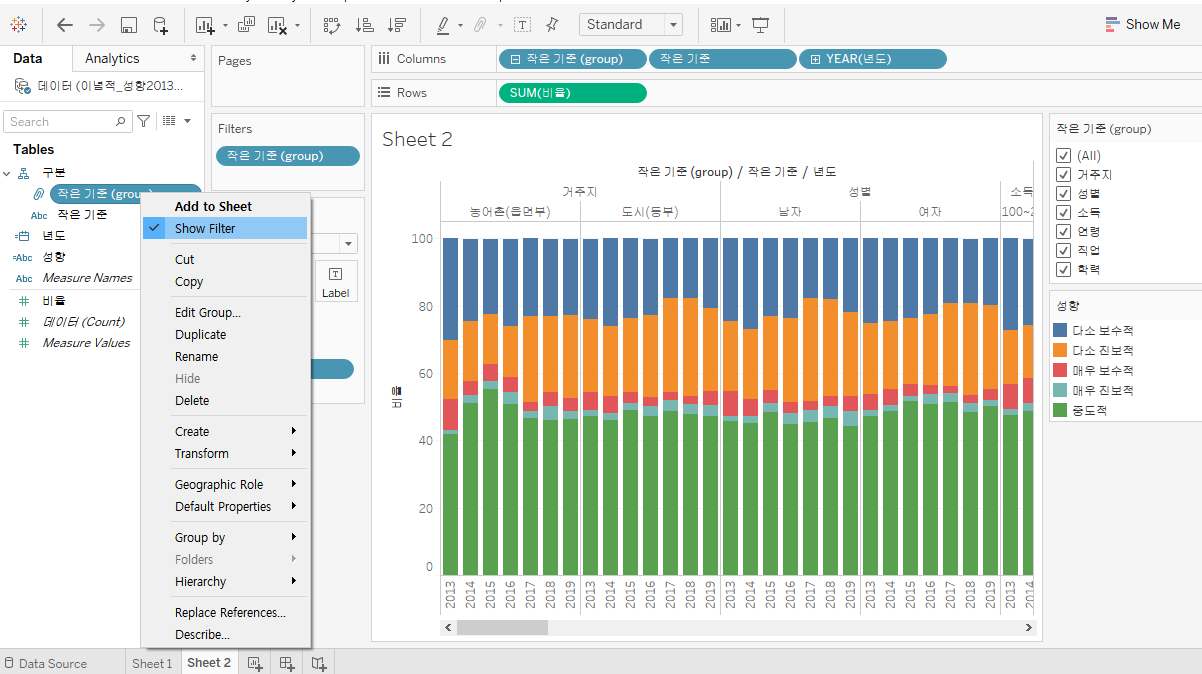 Standard
Show Me
Data
Analytics
Pages
Columns
작은 기준 (group)
작은 기준
YEAR(년도)
데이터 (이념적_성향2013...
Rows
SUM(비율)
Search
Filters
작은 기준 (group)
Tables
구분
작은 기준 (grou
Abc 작은 기준
년도
=Abc 성향
Abc Measure Names
비율
데이터 (Count)
Measure Values
Add to Sheet
Show Filter
Cut
Copy
Edit Group...
Duplicate
Rename
Hide
Delete
Create
Transform
Geographic Role
Default Properties
Group by
Folders
Hierarchy
Replace References...
Describe...
T
Label
Sheet 2
작은 기준 (group) / 작은 기준 / 년도
거주지 성별 소득
농어촌(읍면부) 도시(동부) 남자 여자 100~2
100
80
60
40
20
0
비율
2013 2014 2015 2016 2017 2018 2019 2013 2014 2015 2016 2017 2018 2019 2013 2014 2015 2016 2017 2018 2019 2013 2014 2015 2016 2017 2018 2019 2013 2014
작은 기준 (group)
(All)
거주지
성별
소득
연령
직업
학력
성향
다소 보수적
다소 진보적
매우 보수적
매우 진보적
중도적
Data Source
Sheet 1
Sheet 2